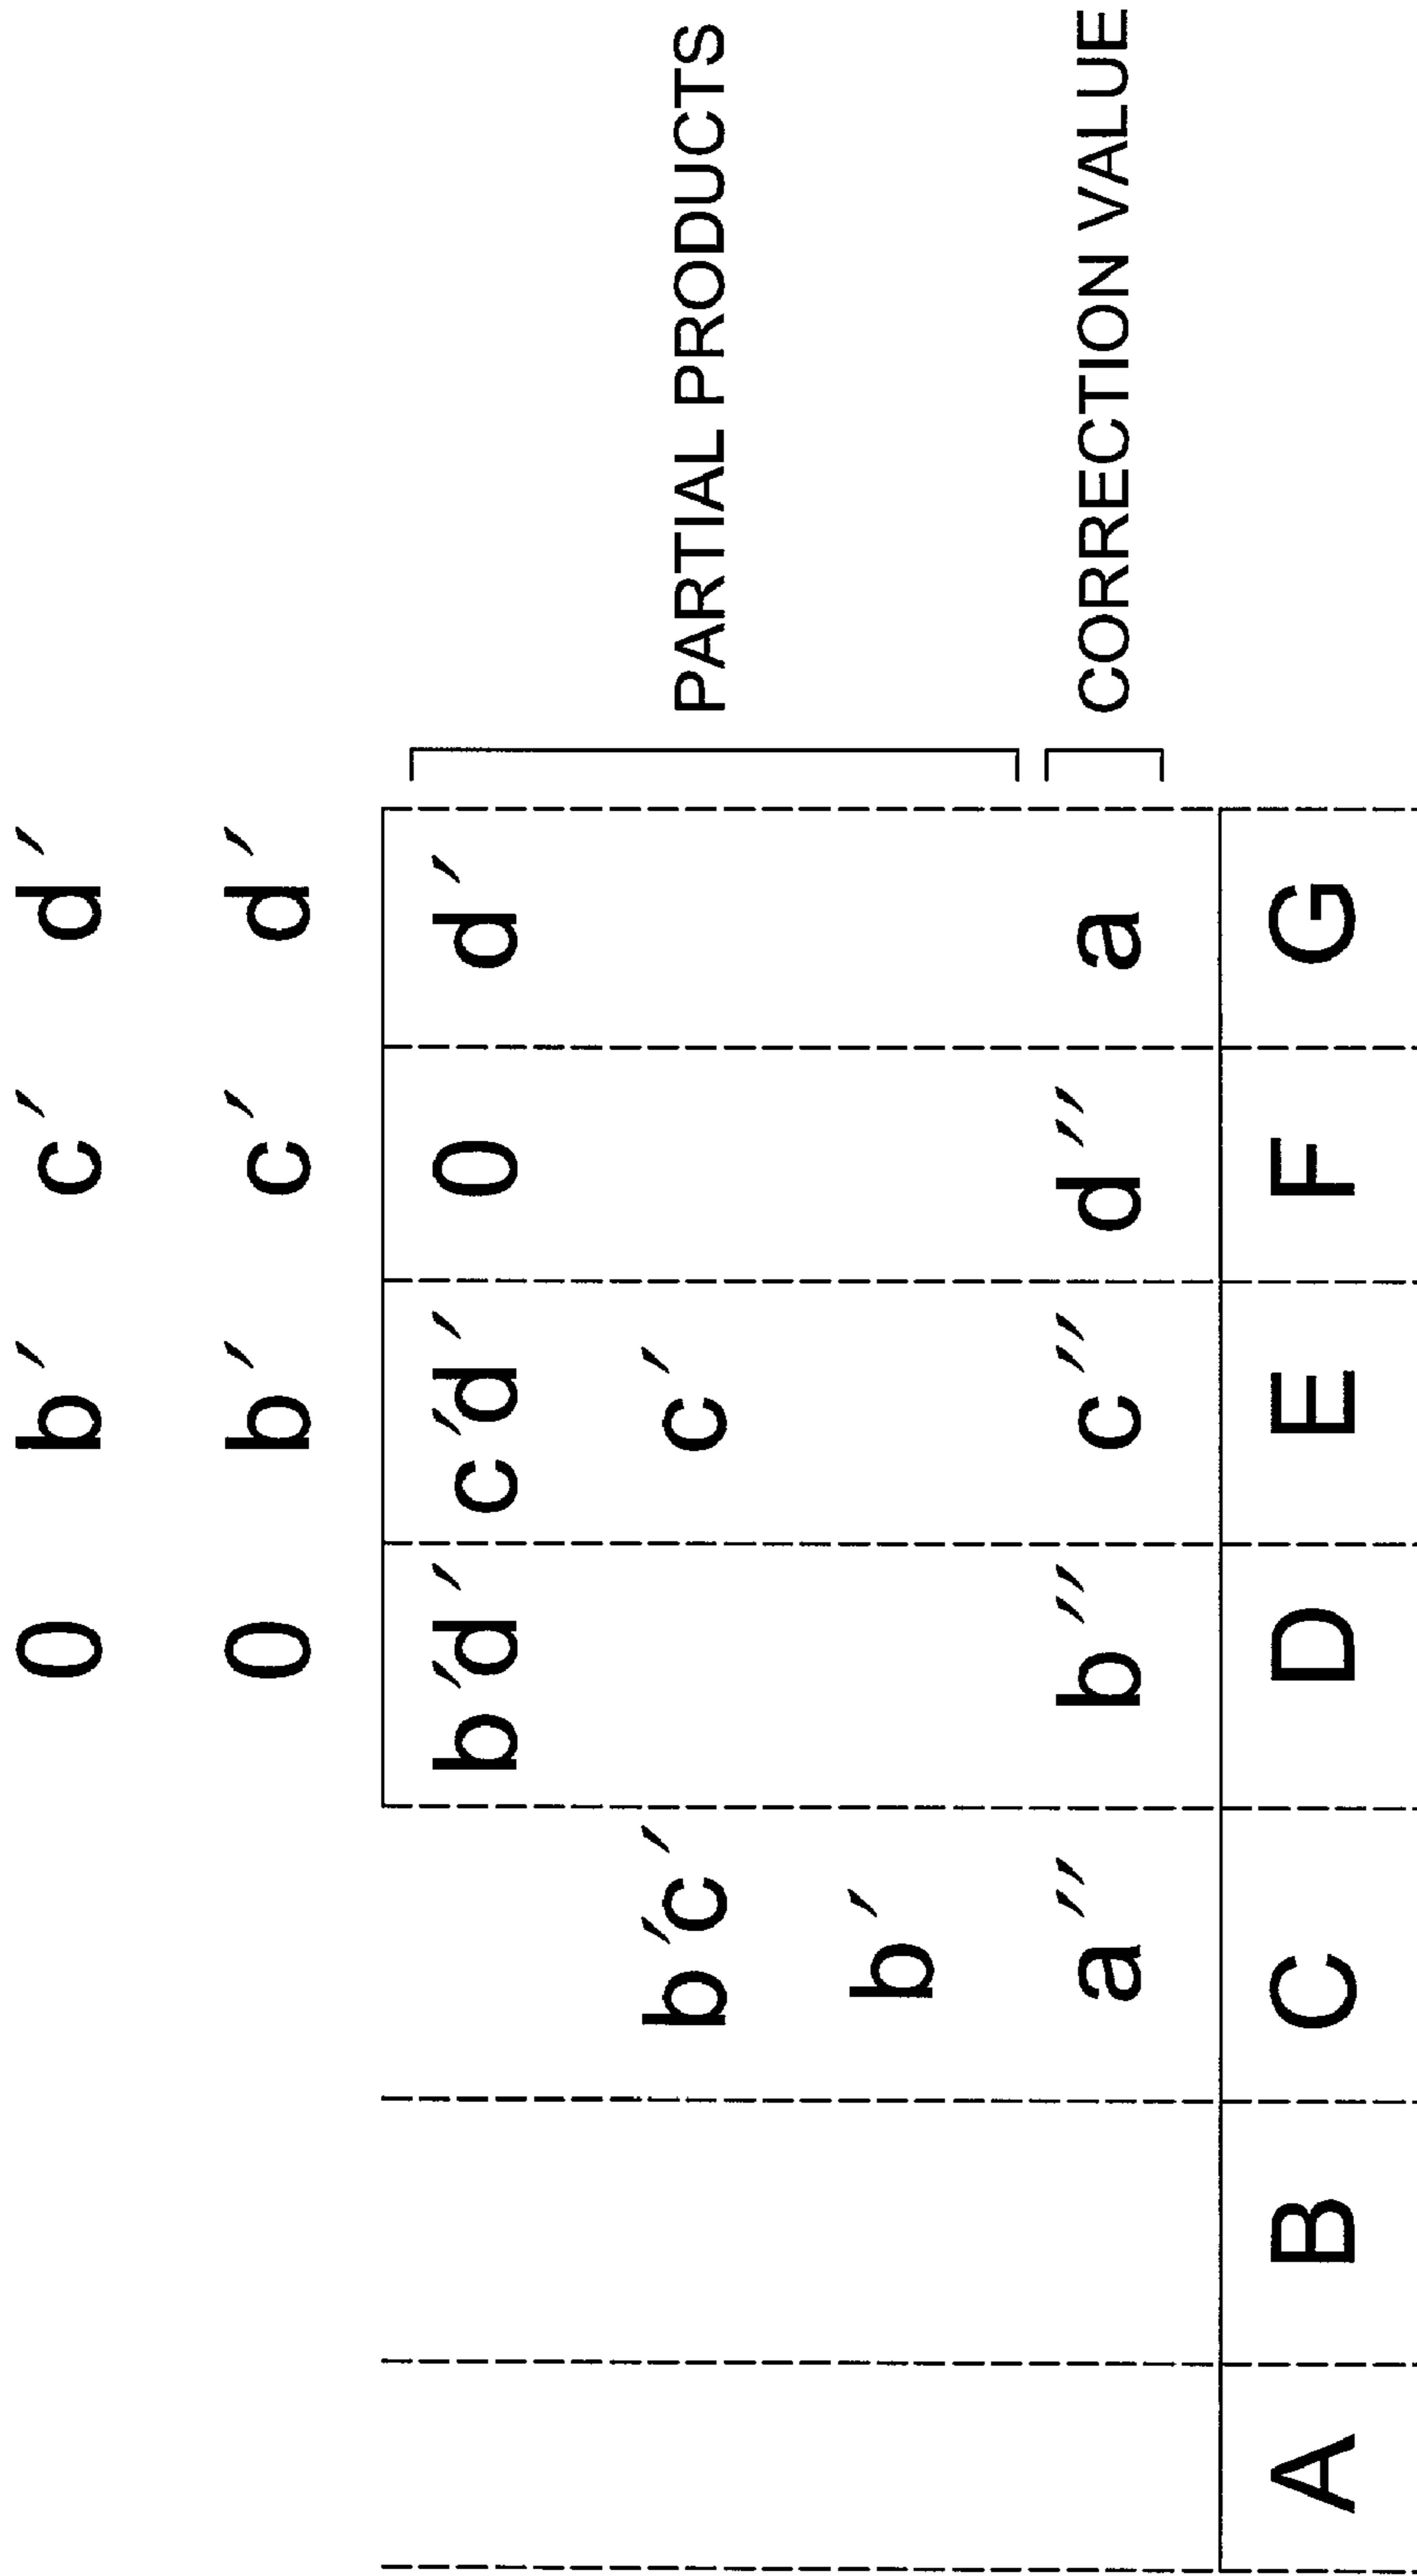 0 b´ c´ d´
0 b´ c´ d´
b´d´ c´d´ 0 d´
b´c´ c´ PARTIAL PRODUCTS
b´
a´´ b´´ c´´ d´´ a CORRECTION VALUE
A B C D E F G